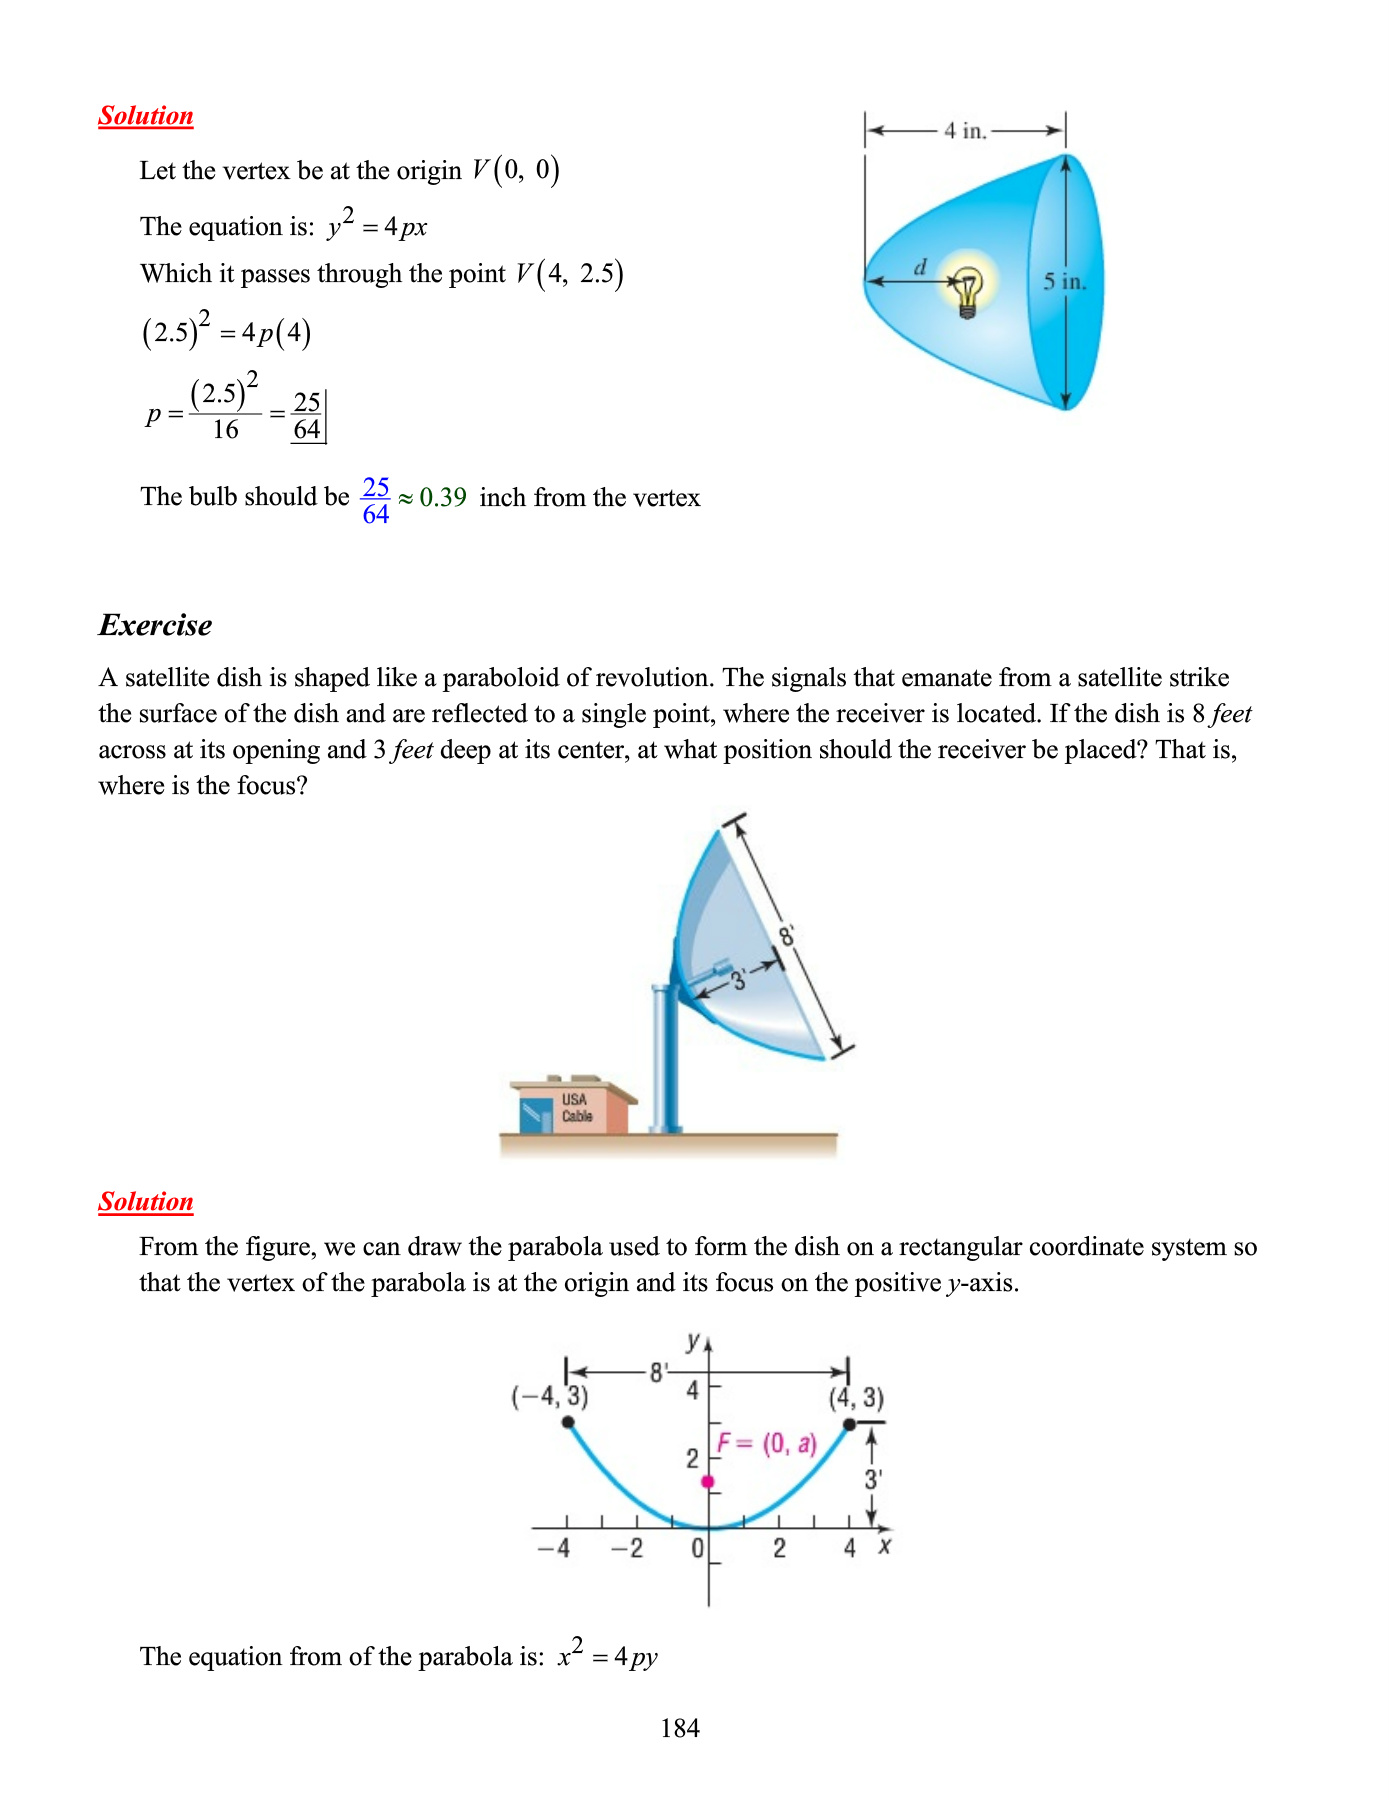 Solution
4 in.
Let the vertex be at the origin V(0, 0)
The equation is: y² = 4px
Which it passes through the point V(4, 2.5)
d
5 in.
(2.5)² = 4p(4)
p = (2.5)²/16 = 25/64
The bulb should be 25/64 ≈ 0.39 inch from the vertex
Exercise
A satellite dish is shaped like a paraboloid of revolution. The signals that emanate from a satellite strike
the surface of the dish and are reflected to a single point, where the receiver is located. If the dish is 8 feet
across at its opening and 3 feet deep at its center, at what position should the receiver be placed? That is,
where is the focus?
8'
3'
USA
Cable
Solution
From the figure, we can draw the parabola used to form the dish on a rectangular coordinate system so
that the vertex of the parabola is at the origin and its focus on the positive y-axis.
y
8'
(−4, 3)
4
(4, 3)
F = (0, a)
2
3'
−4 −2 0 2 4 x
The equation from of the parabola is: x² = 4py
184